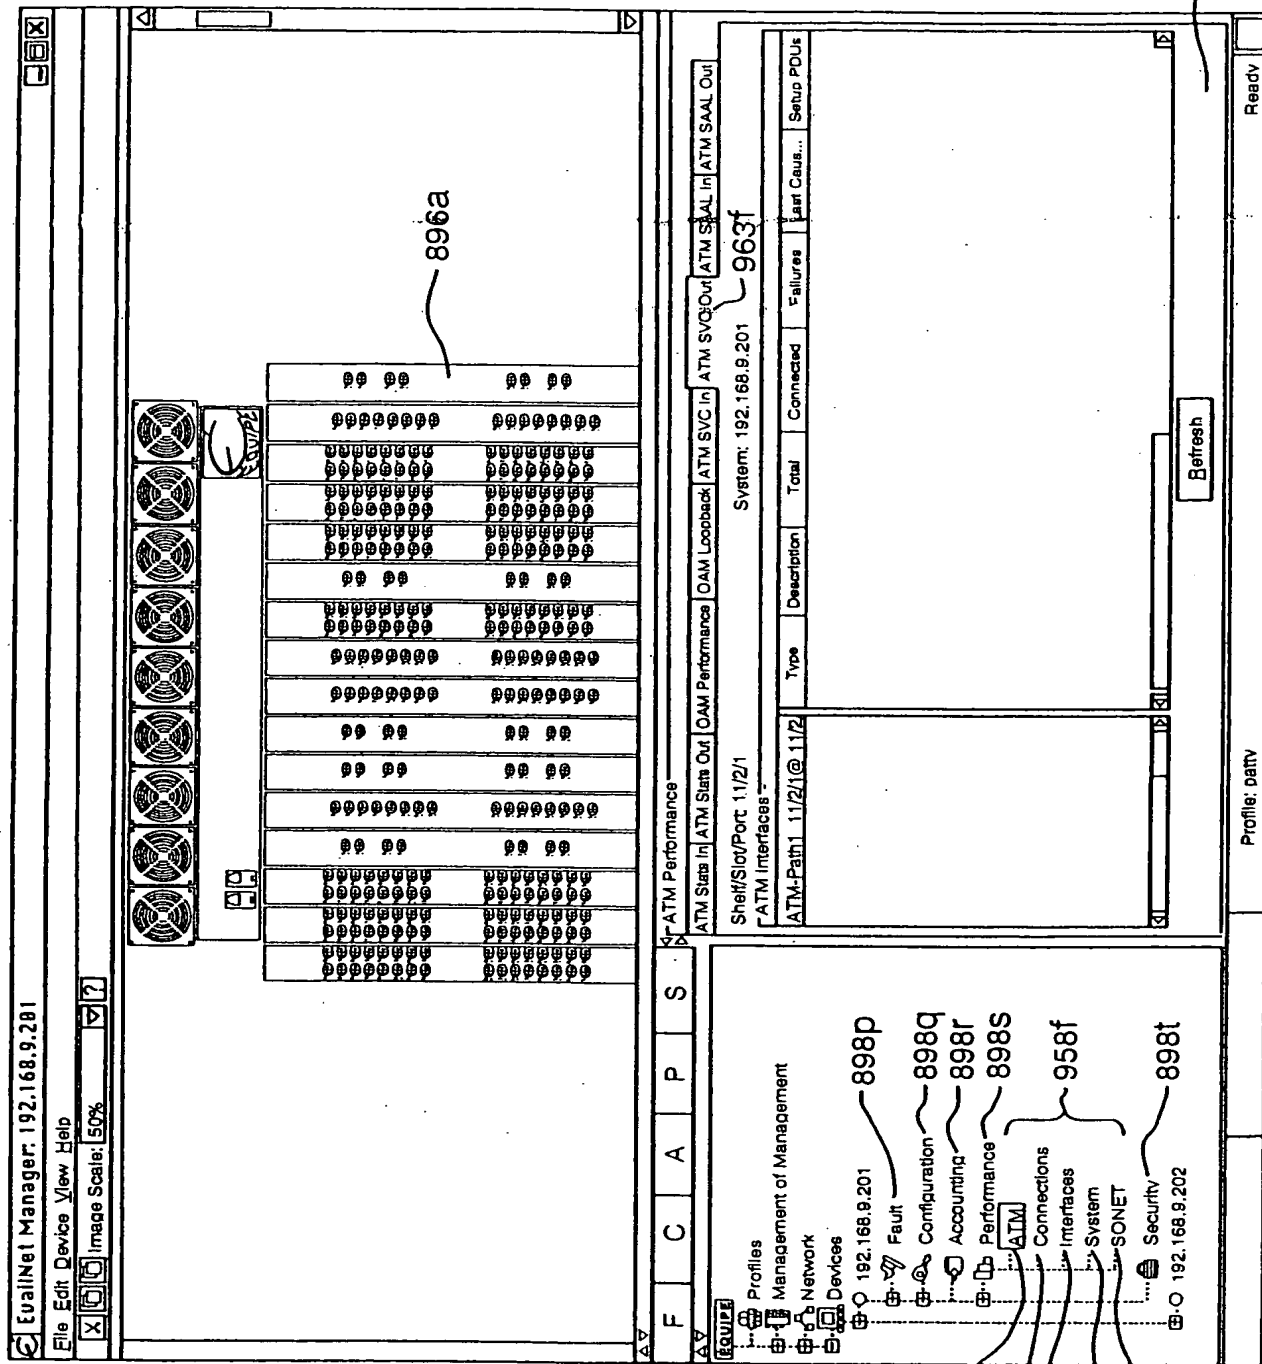 EuallNet Manager: 192.168.9.201
File Edit Device View Help
X Image Scale: 50% ?
896a
F C A P S
EQUIPE
Profiles
Management of Management
Network
Devices
192.168.9.201
898p
Fault
Configuration
898q
Accounting
898r
Performance
898s
ATM
Connections
Interfaces
958f
System
SONET
Security
898t
192.168.9.202
ATM Performance
ATM Stats In ATM Stats Out OAM Performance OAM Loopback ATM SVC In ATM SVC Out ATM SAAL In ATM SAAL Out
963f
Shelf/Slot/Port: 11/2/1 System: 192.168.9.201
ATM Interfaces
Type Description Total Connected Failures Last Caus... Setup PDUs
ATM-Path1 11/2/1@ 11/2
Refresh
Profile: patty
Ready